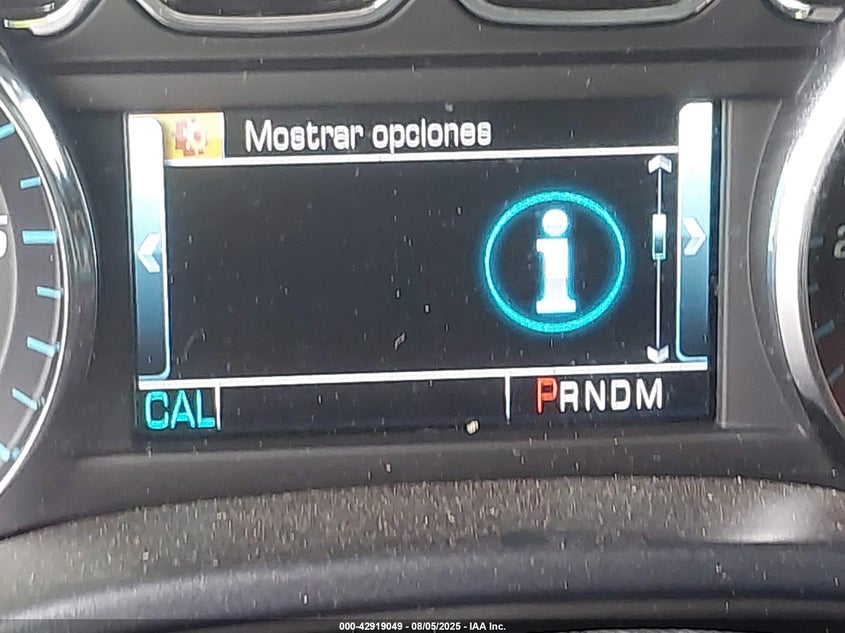 Mostrar opciones
CAL
PRNDM
000-42919049 - 08/05/2025 - IAA Inc.